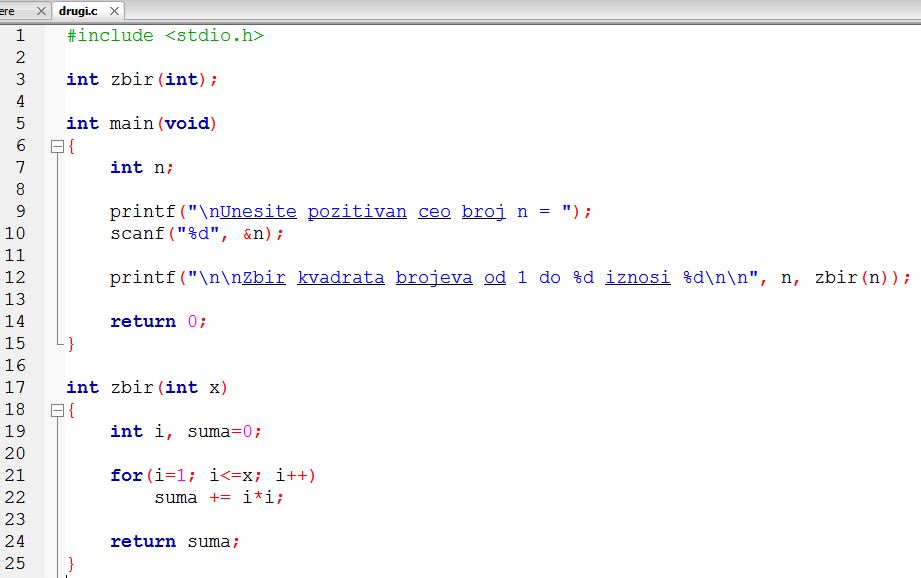 ere drugi.c
1 #include <stdio.h>
2
3 int zbir(int);
4
5 int main(void)
6 {
7 int n;
8
9 printf("\nUnesite pozitivan ceo broj n = ");
10 scanf("%d", &n);
11
12 printf("\n\nZbir kvadrata brojeva od 1 do %d iznosi %d\n\n", n, zbir(n));
13
14 return 0;
15 }
16
17 int zbir(int x)
18 {
19 int i, suma=0;
20
21 for(i=1; i<=x; i++)
22 suma += i*i;
23
24 return suma;
25 }